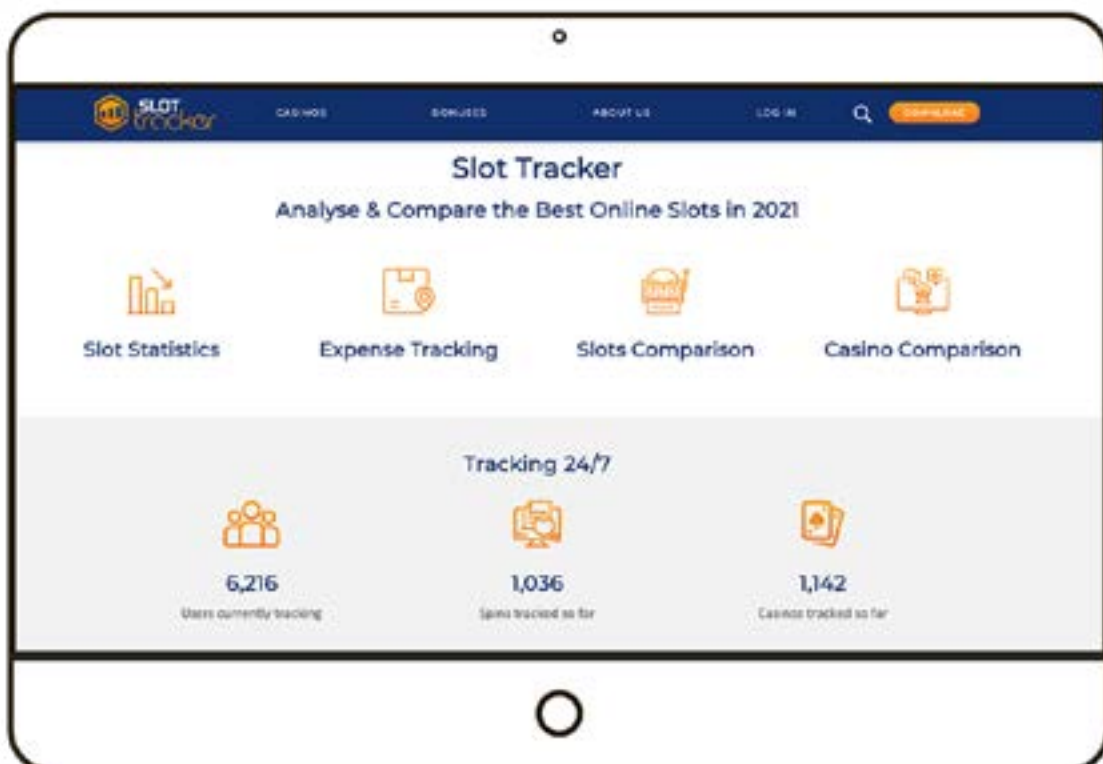 SLOT
tracker
CASINOS BONUSES ABOUT US LOG IN DOWNLOAD
Slot Tracker
Analyse & Compare the Best Online Slots in 2021
Slot Statistics Expense Tracking Slots Comparison Casino Comparison
Tracking 24/7
6,216 1,036 1,142
Users currently tracking Spins tracked so far Casinos tracked so far